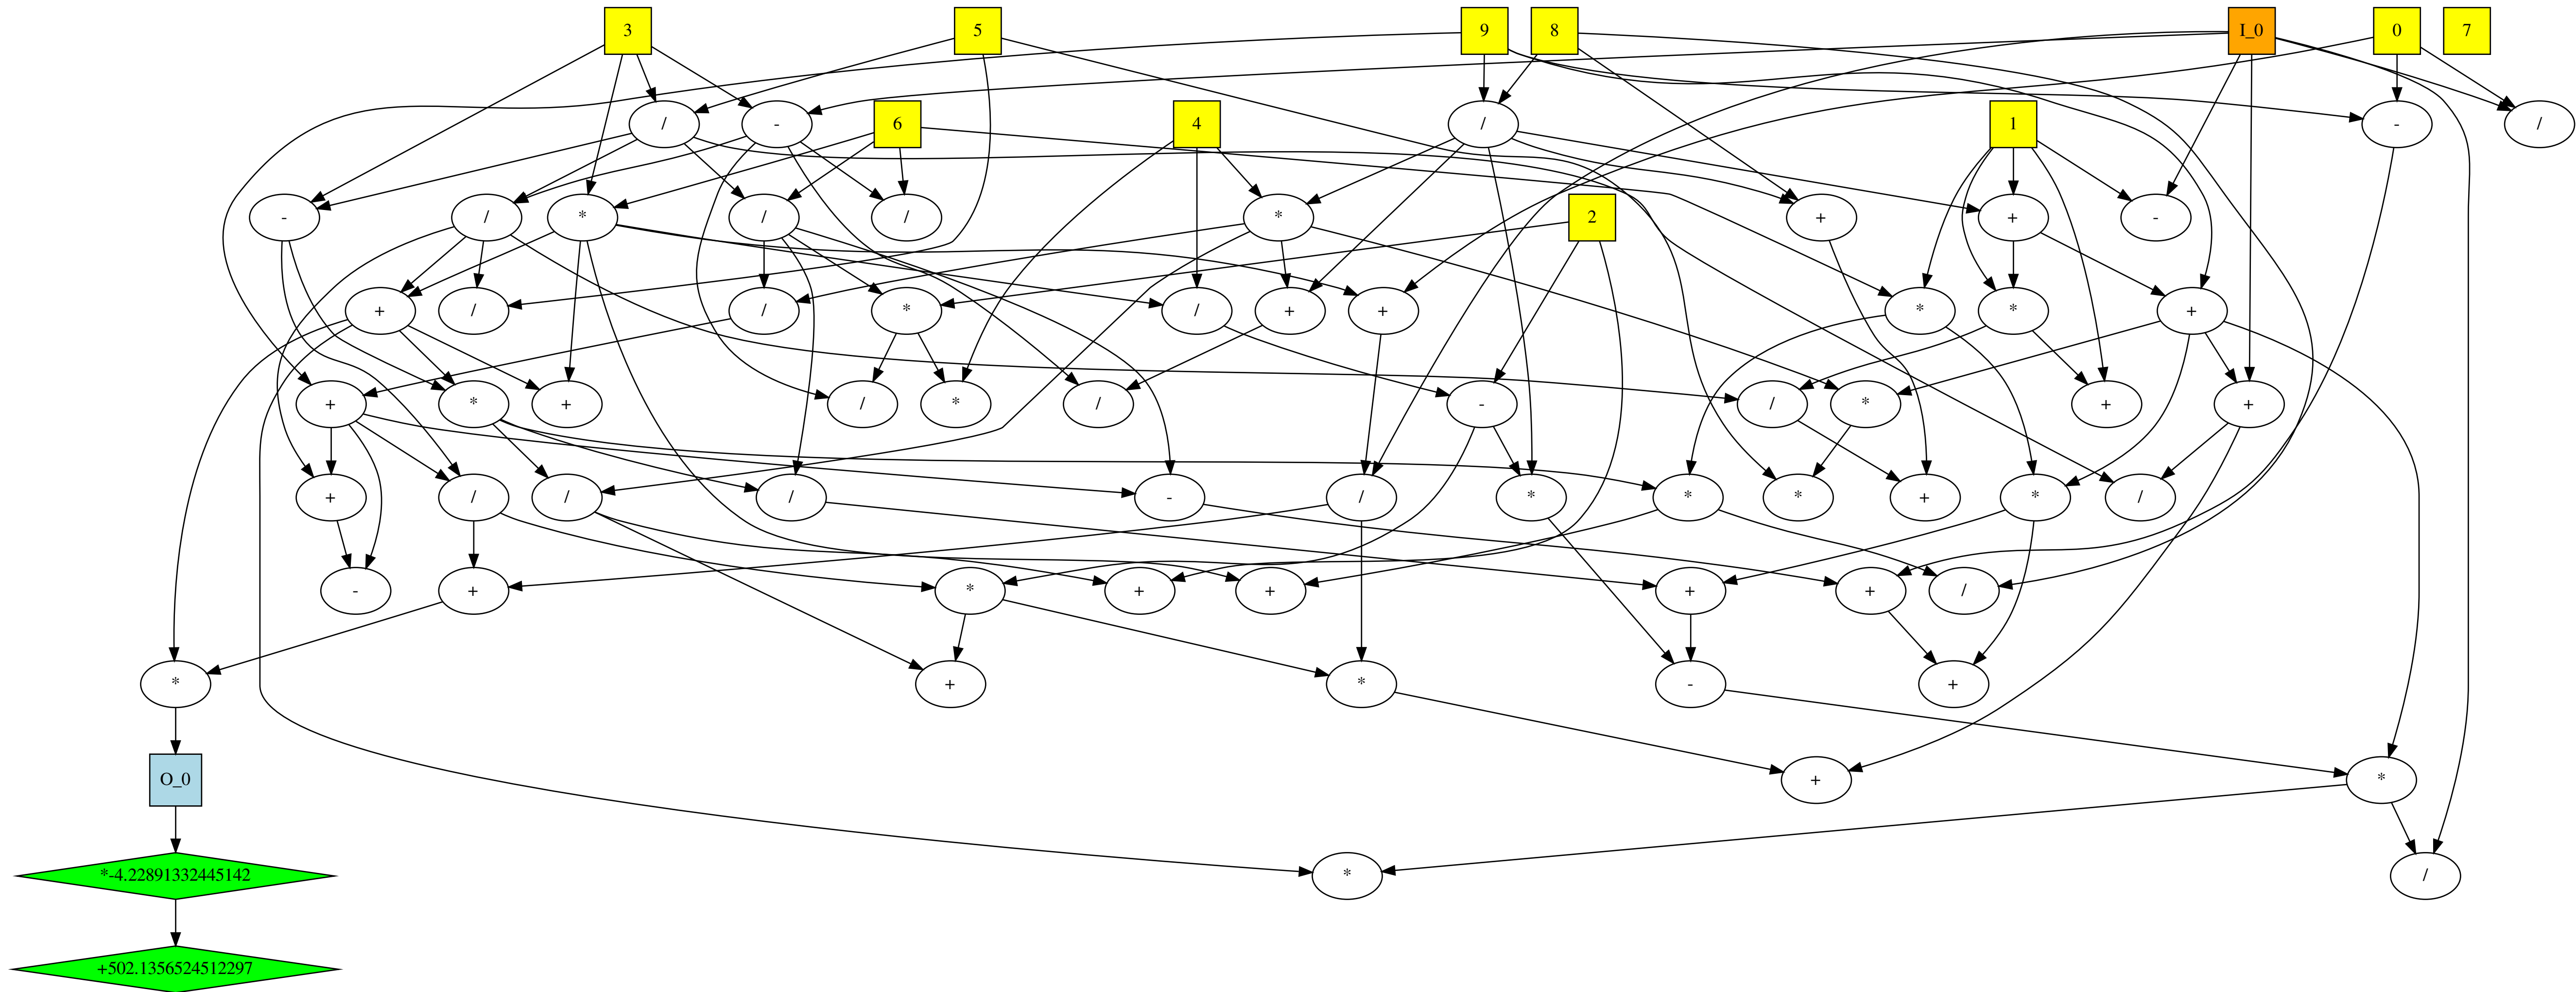 3 5 9 8 I_0 0 7
/ - 6 4 / 1 - /
- / * / / * 2 + + -
+ / / * / + + * * +
+ * + / * / - / * + +
+ / / / - / * * * + * /
- + * + + + + /
* + * - +
O_0 + *
*-4.22891332445142 * /
+502.1356524512297